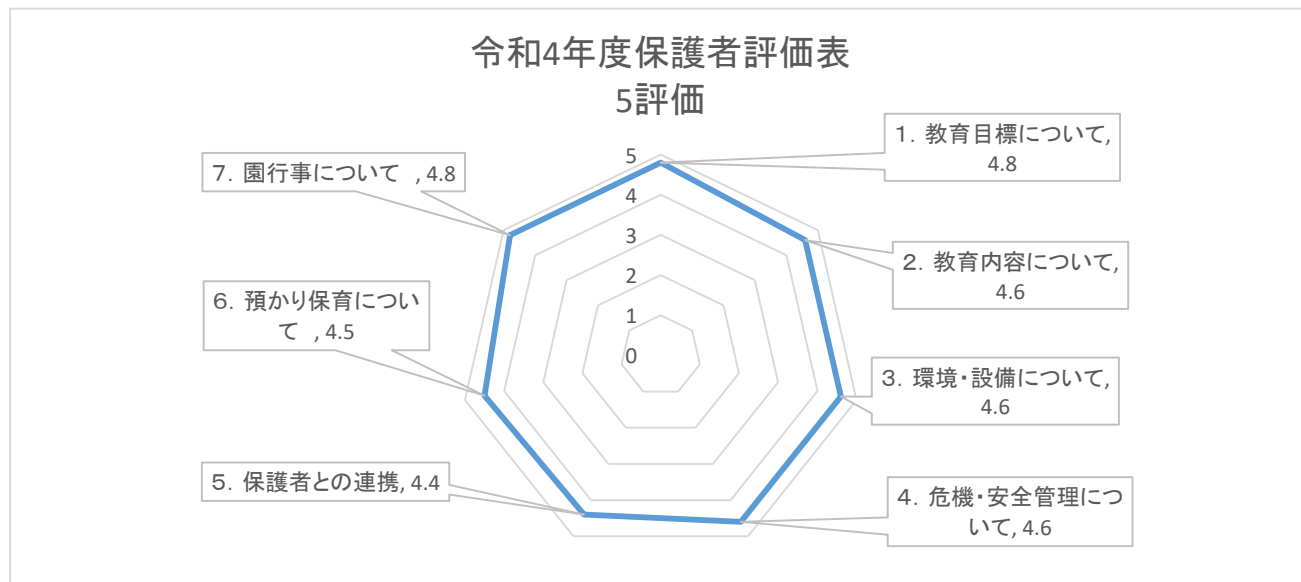 令和4年度保護者評価表
5評価
1. 教育目標について,
4.8
2. 教育内容について,
4.6
3. 環境・設備について,
4.6
4. 危機・安全管理につ
いて, 4.6
5. 保護者との連携, 4.4
6. 預かり保育につい
て , 4.5
7. 園行事について , 4.8
5
4
3
2
1
0